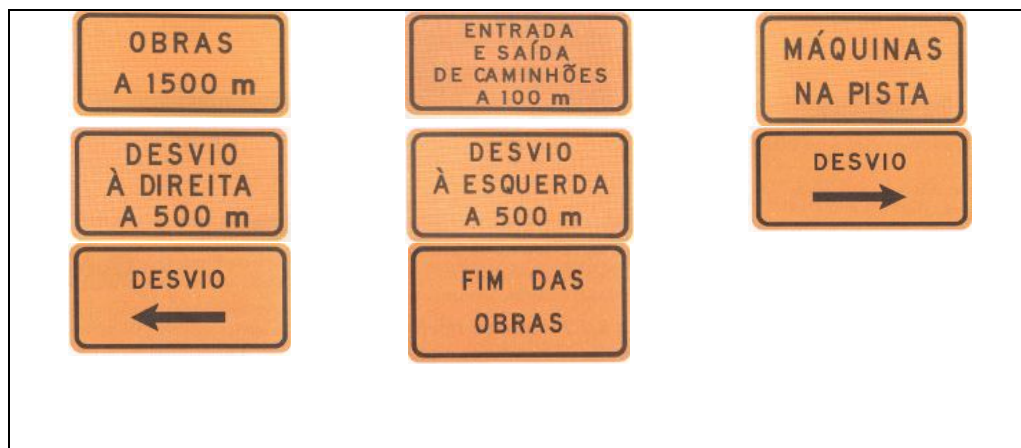 OBRAS
A 1500 m
ENTRADA
E SAÍDA
DE CAMINHÕES
A 100 m
MÁQUINAS
NA PISTA
DESVIO
À DIREITA
A 500 m
DESVIO
À ESQUERDA
A 500 m
DESVIO
DESVIO
FIM DAS
OBRAS